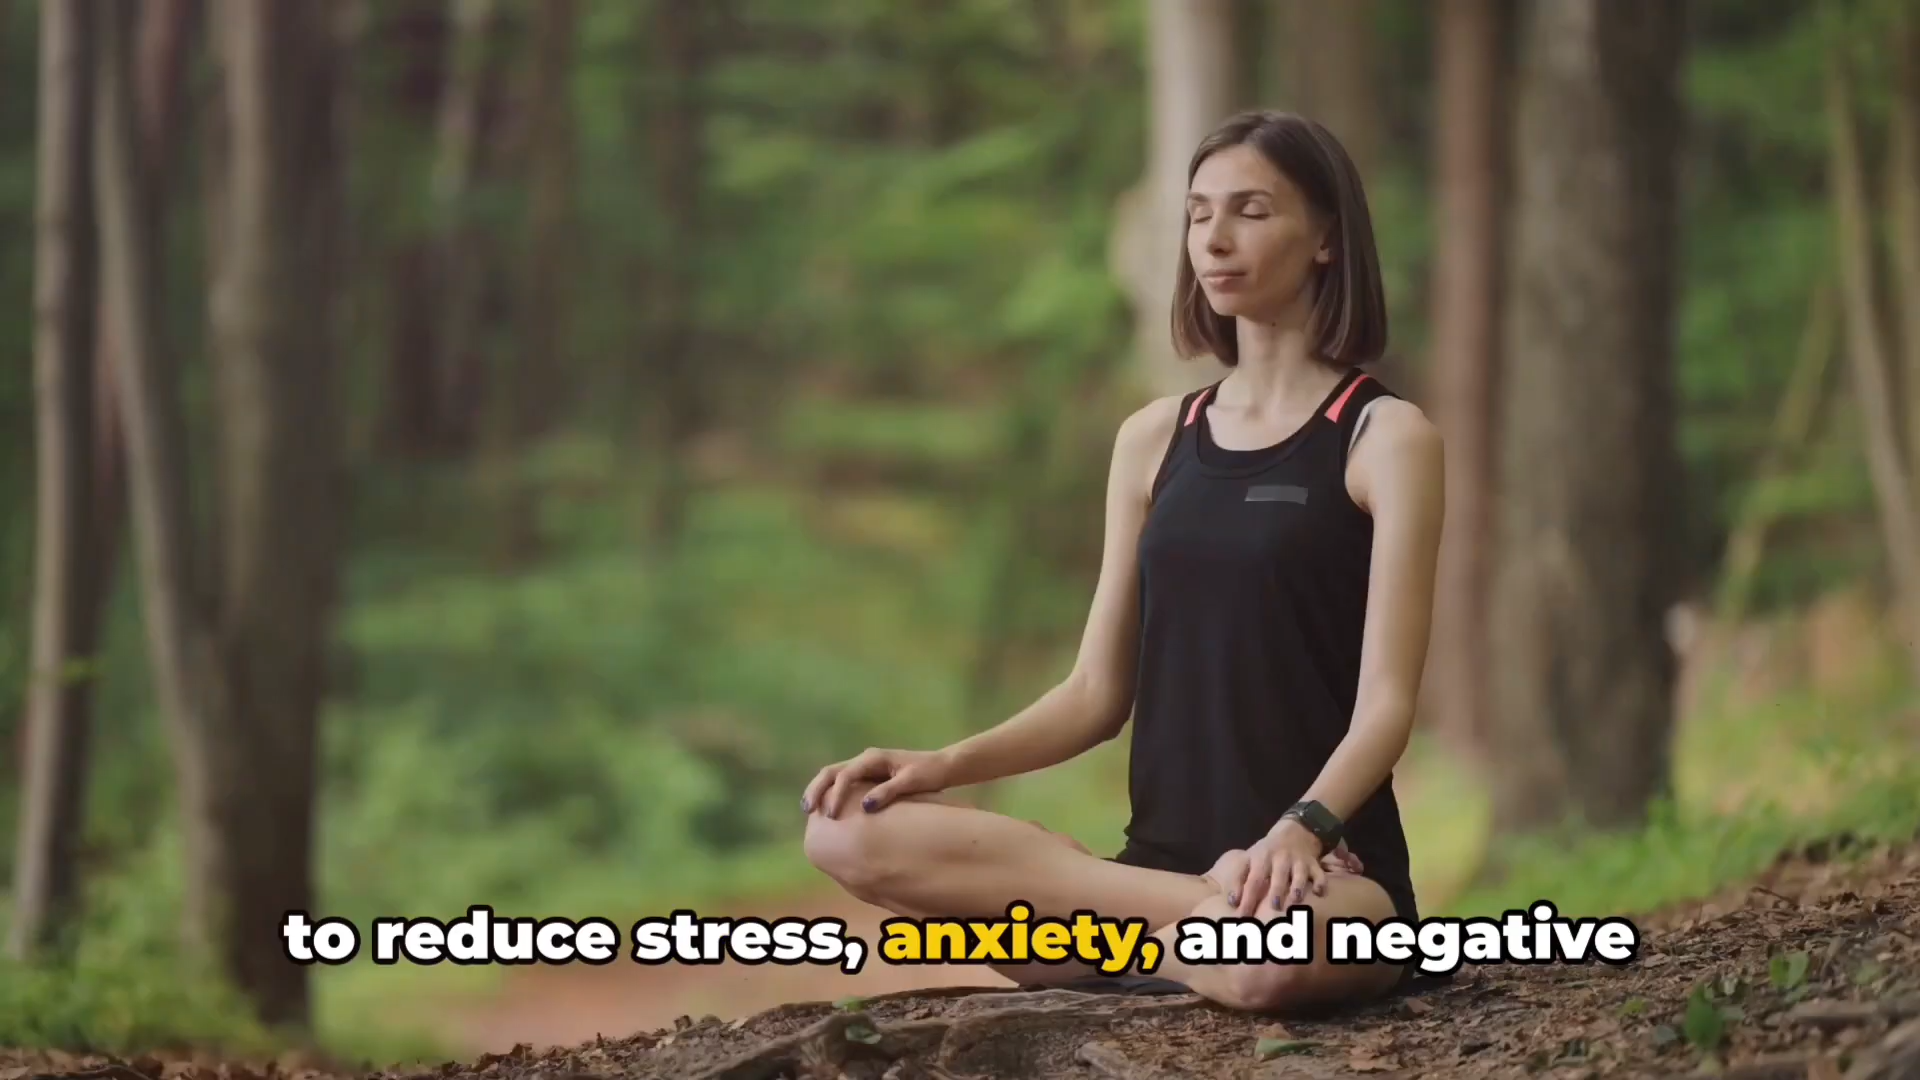 to reduce stress, anxiety, and negative